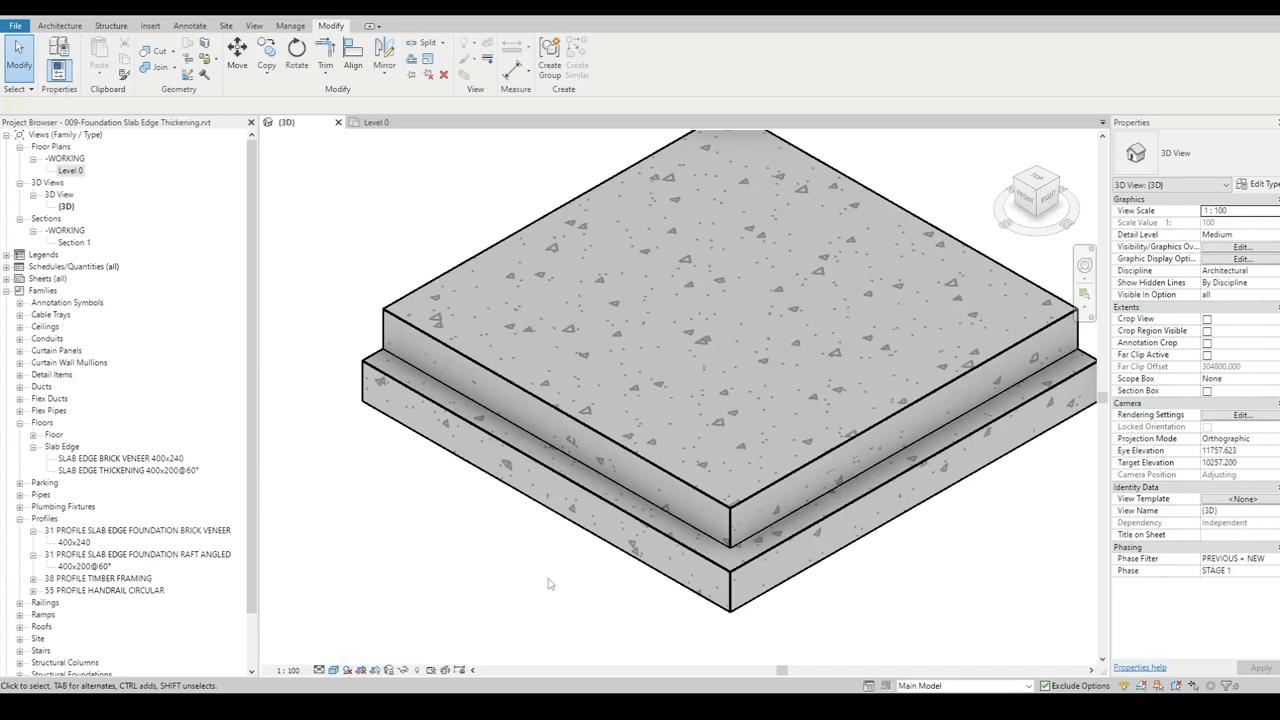 File Architecture Structure Insert Annotate Site View Manage Modify
Modify Properties Paste Cut Join Move Copy Rotate Trim Align Mirror Split Create Group Create Similar
Select Properties Clipboard Geometry Modify View Measure Create
Project Browser - 009-Foundation Slab Edge Thickening.rvt
Views (Family / Type)
Floor Plans
-WORKING
Level 0
3D Views
3D View
{3D}
Sections
-WORKING
Section 1
Legends
Schedules/Quantities (all)
Sheets (all)
Families
Annotation Symbols
Cable Trays
Ceilings
Conduits
Curtain Panels
Curtain Wall Mullions
Detail Items
Ducts
Flex Ducts
Flex Pipes
Floors
Floor
Slab Edge
SLAB EDGE BRICK VENEER 400x240
SLAB EDGE THICKENING 400x200@60°
Parking
Pipes
Plumbing Fixtures
Profiles
31 PROFILE SLAB EDGE FOUNDATION BRICK VENEER
400x240
31 PROFILE SLAB EDGE FOUNDATION RAFT ANGLED
400x200@60°
38 PROFILE TIMBER FRAMING
55 PROFILE HANDRAIL CIRCULAR
Railings
Ramps
Roofs
Site
Stairs
Structural Columns
Structural Foundations
{3D} Level 0
TOP
FRONT RIGHT
1 : 100
Properties
3D View
3D View: {3D} Edit Type
Graphics
View Scale 1 : 100
Scale Value 1: 100
Detail Level Medium
Visibility/Graphics Ov... Edit...
Graphic Display Opti... Edit...
Discipline Architectural
Show Hidden Lines By Discipline
Visible In Option all
Extents
Crop View
Crop Region Visible
Annotation Crop
Far Clip Active
Far Clip Offset 304800.000
Scope Box None
Section Box
Camera
Rendering Settings Edit...
Locked Orientation
Projection Mode Orthographic
Eye Elevation 11757.623
Target Elevation 10257.200
Camera Position Adjusting
Identity Data
View Template <None>
View Name {3D}
Dependency Independent
Title on Sheet
Phasing
Phase Filter PREVIOUS + NEW
Phase STAGE 1
Properties help Apply
Click to select, TAB for alternates, CTRL adds, SHIFT unselects.
Main Model Exclude Options :0